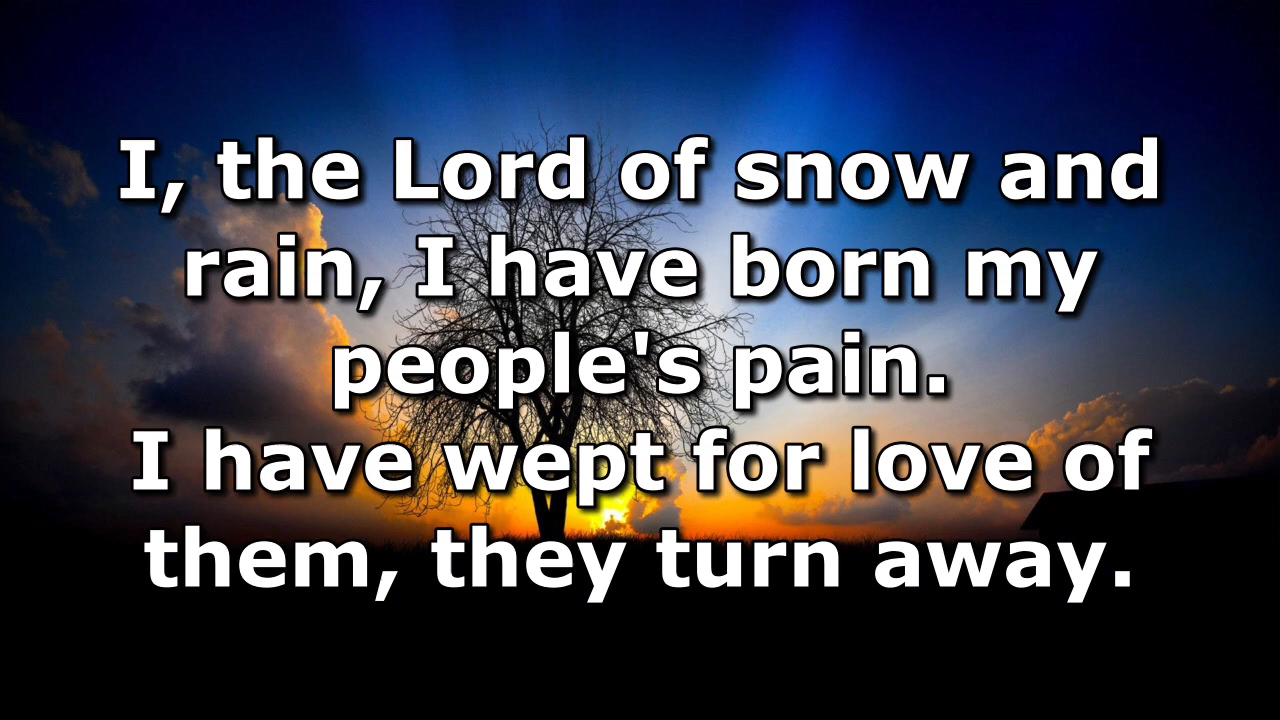 I, the Lord of snow and
rain, I have born my
people's pain.
I have wept for love of
them, they turn away.